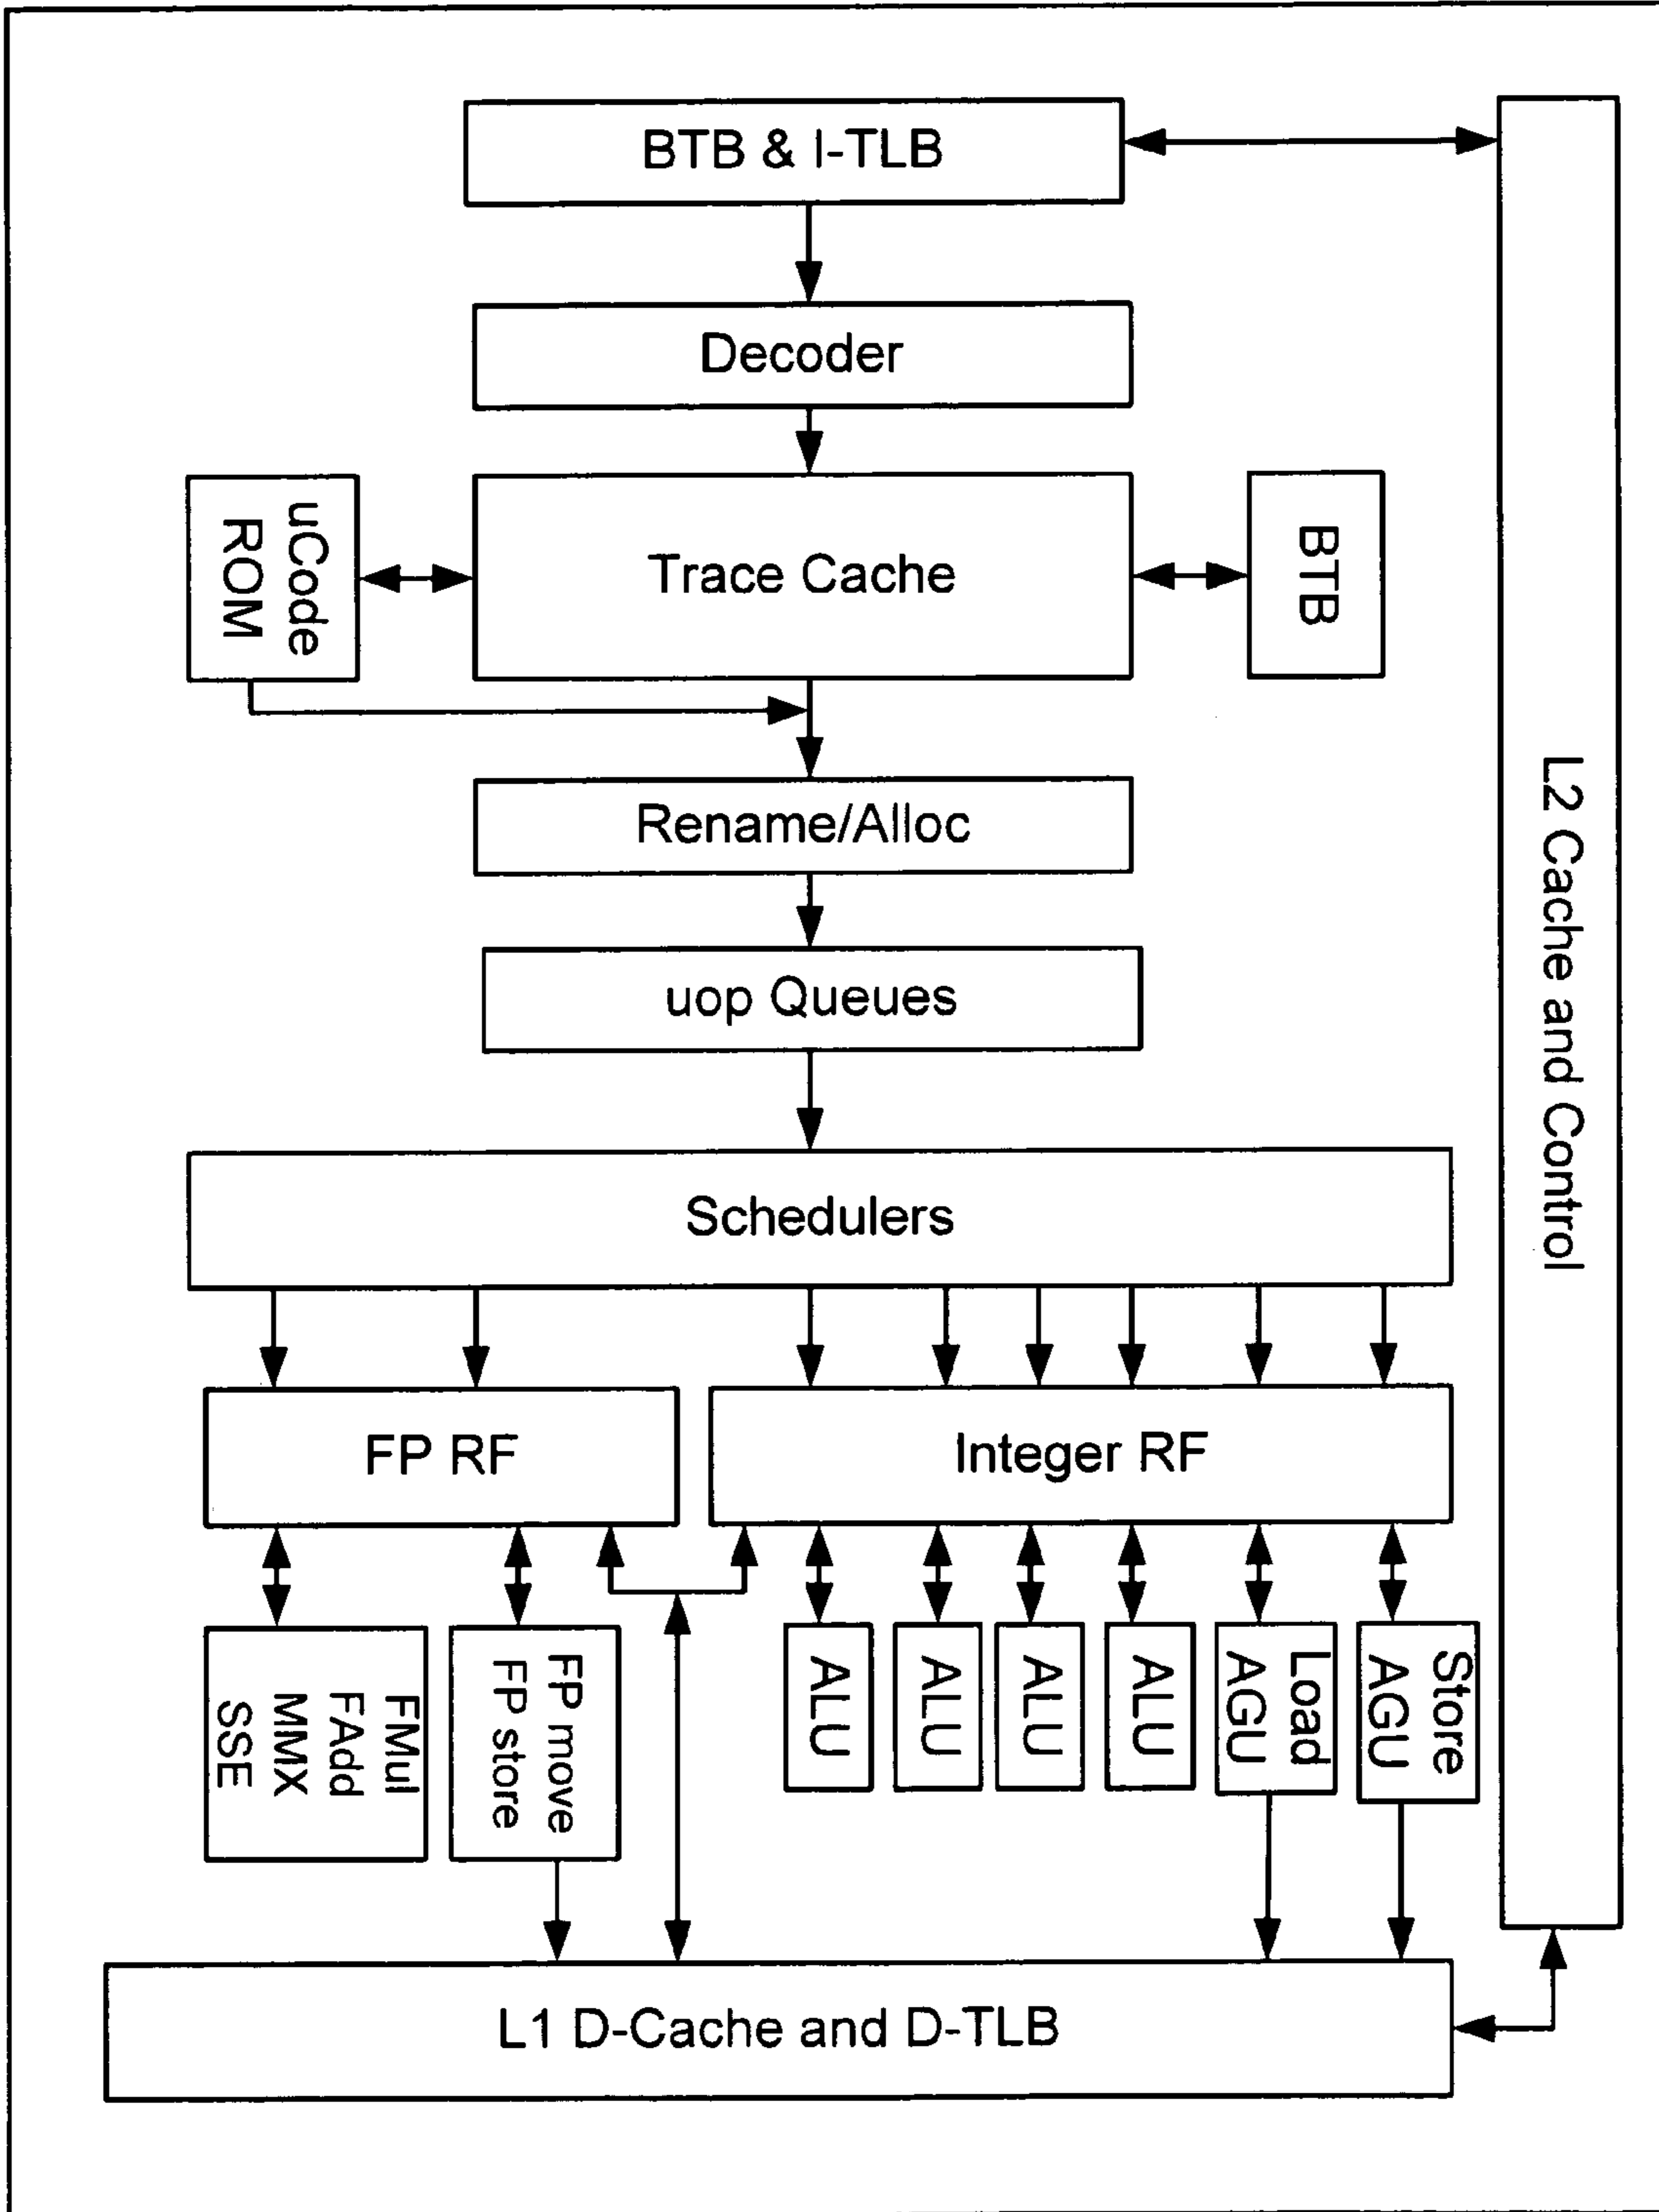 BTB & I-TLB
Decoder
uCode
ROM
Trace Cache
BTB
Rename/Alloc
uop Queues
L2 Cache and Control
Schedulers
FP RF
Integer RF
FMul
FAdd
MMX
SSE
FP move
FP store
ALU
ALU
ALU
ALU
Load
AGU
Store
AGU
L1 D-Cache and D-TLB